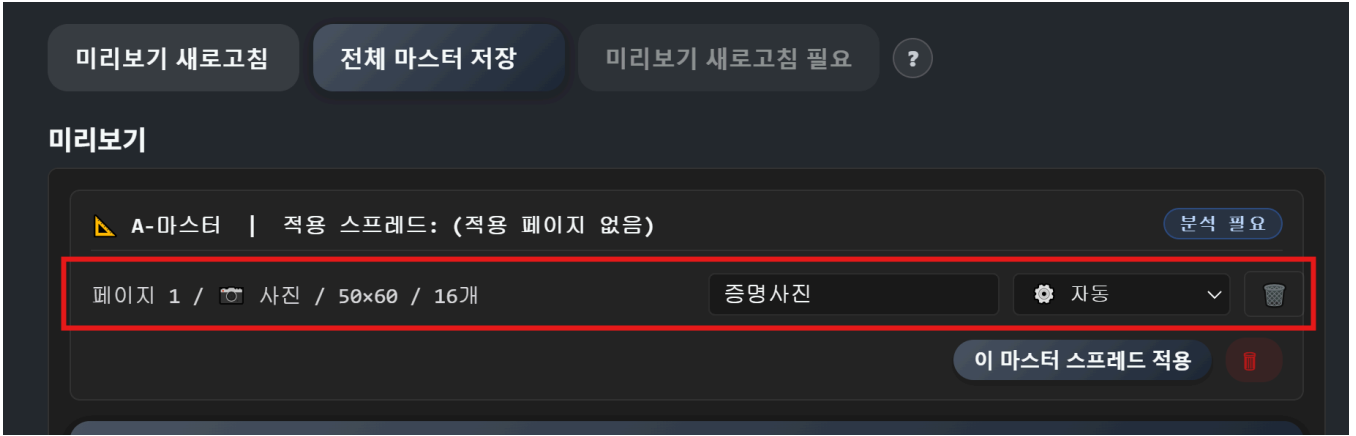 미리보기 새로고침 전체 마스터 저장 미리보기 새로고침 필요 ?
미리보기
A-마스터 | 적용 스프레드: (적용 페이지 없음) 분석 필요
페이지 1 / 📷 사진 / 50×60 / 16개 증명사진 자동
이 마스터 스프레드 적용